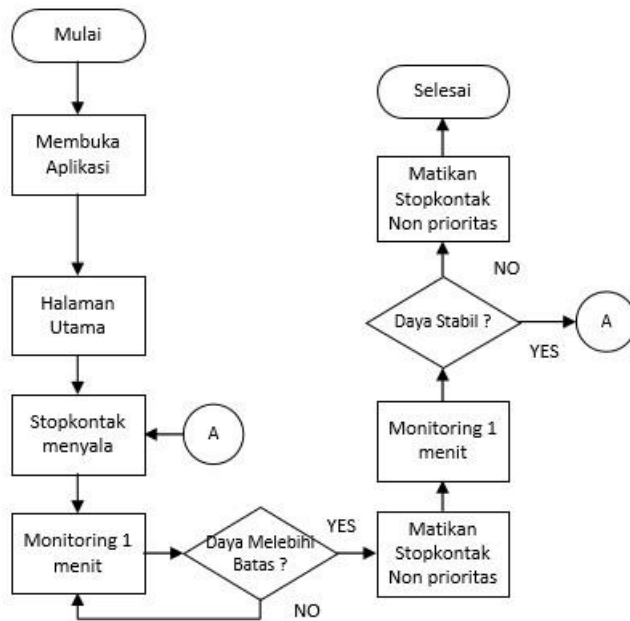 Mulai
Membuka
Aplikasi
Halaman
Utama
Stopkontak
menyala
A
Monitoring 1
menit
Daya Melebihi
Batas ?
YES
NO
Matikan
Stopkontak
Non prioritas
Monitoring 1
menit
Daya Stabil ?
YES
A
NO
Matikan
Stopkontak
Non prioritas
Selesai